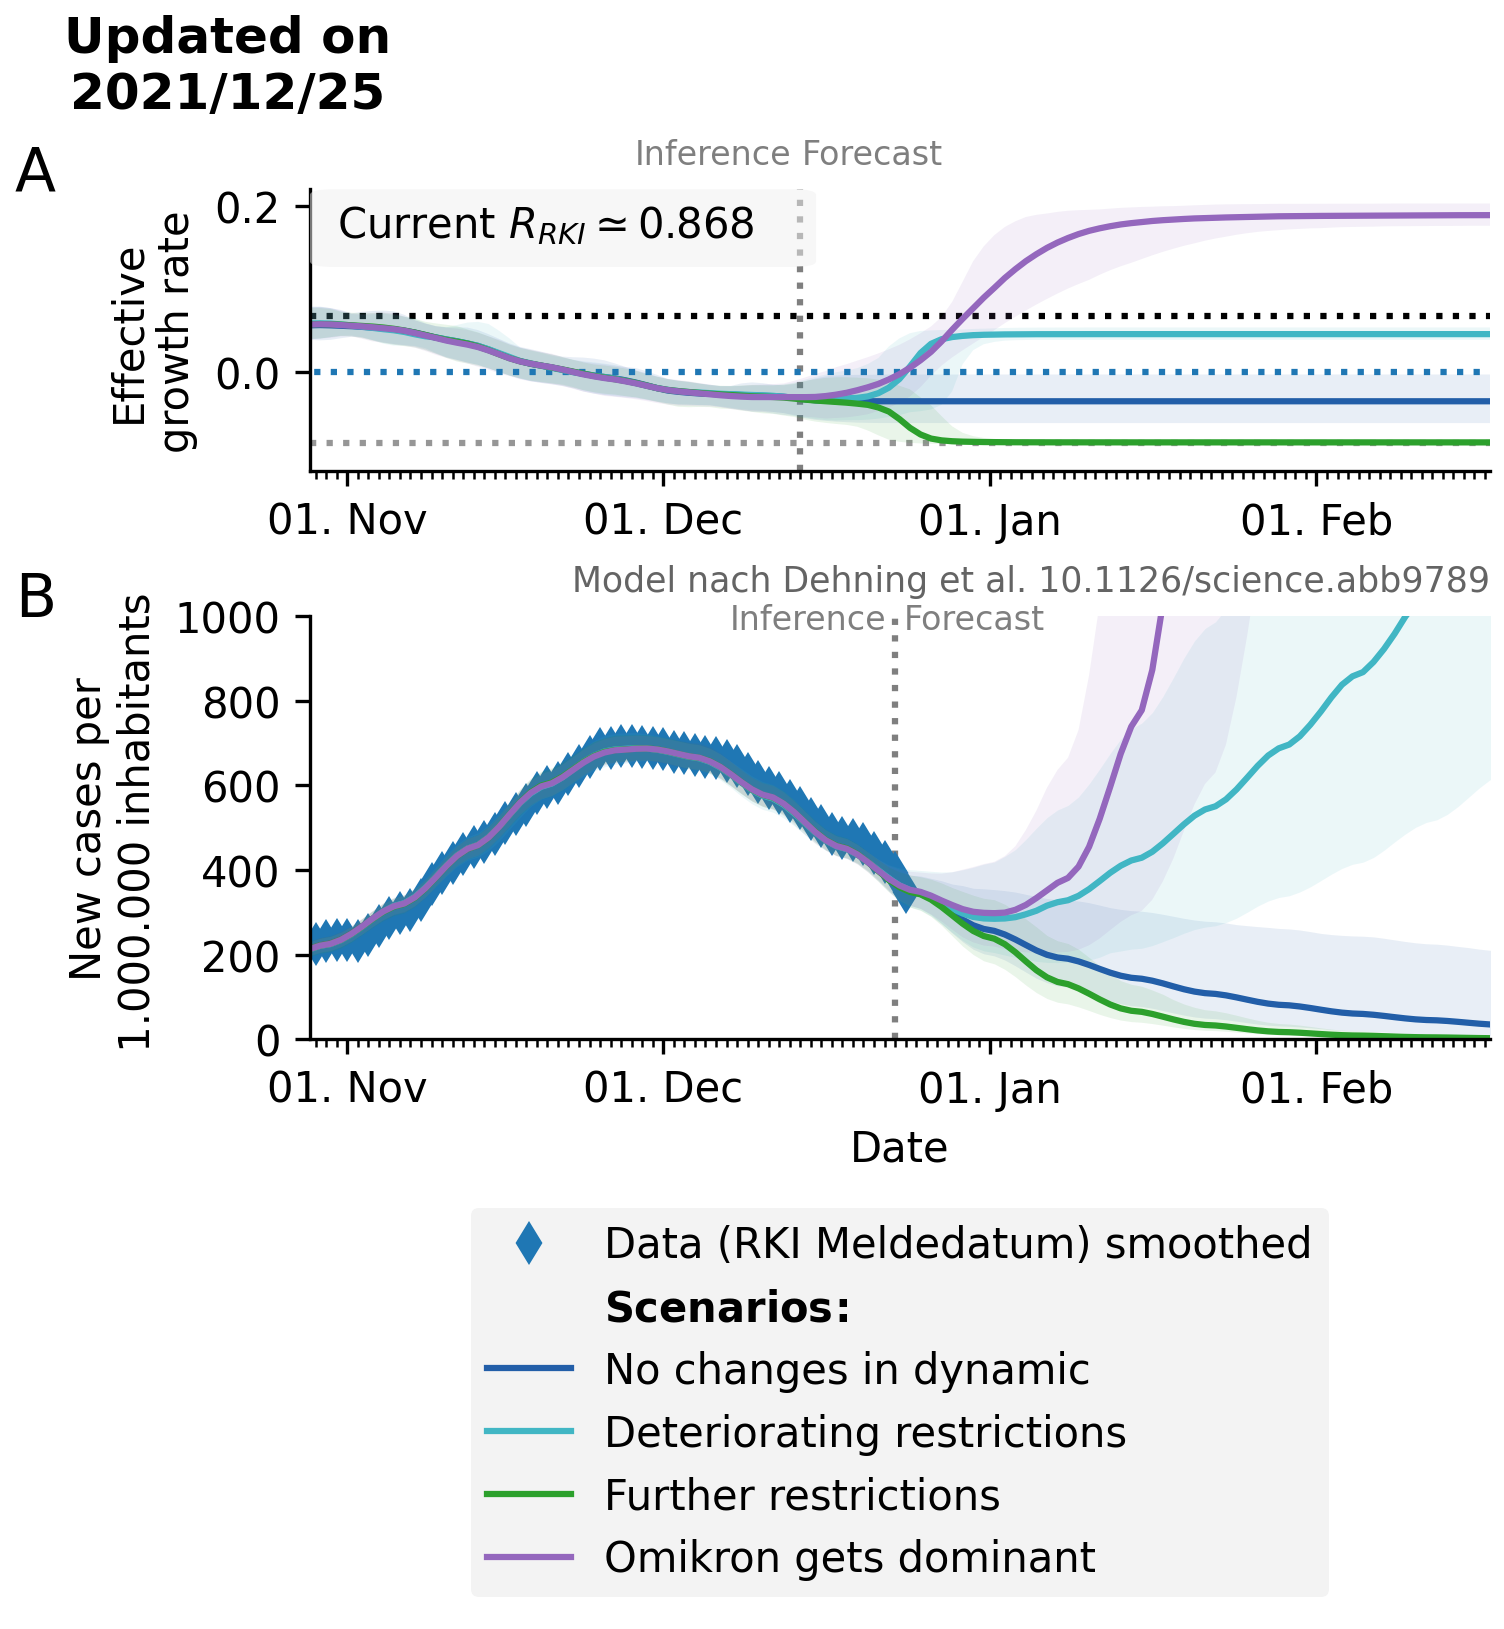 Updated on
2021/12/25
A
Inference Forecast
Current R_RKI ≃ 0.868
Effective
growth rate
0.2
0.0
01. Nov
01. Dec
01. Jan
01. Feb
B
Model nach Dehning et al. 10.1126/science.abb9789
Inference Forecast
New cases per
1.000.000 inhabitants
1000
800
600
400
200
0
01. Nov
01. Dec
01. Jan
01. Feb
Date
Data (RKI Meldedatum) smoothed
Scenarios:
No changes in dynamic
Deteriorating restrictions
Further restrictions
Omikron gets dominant